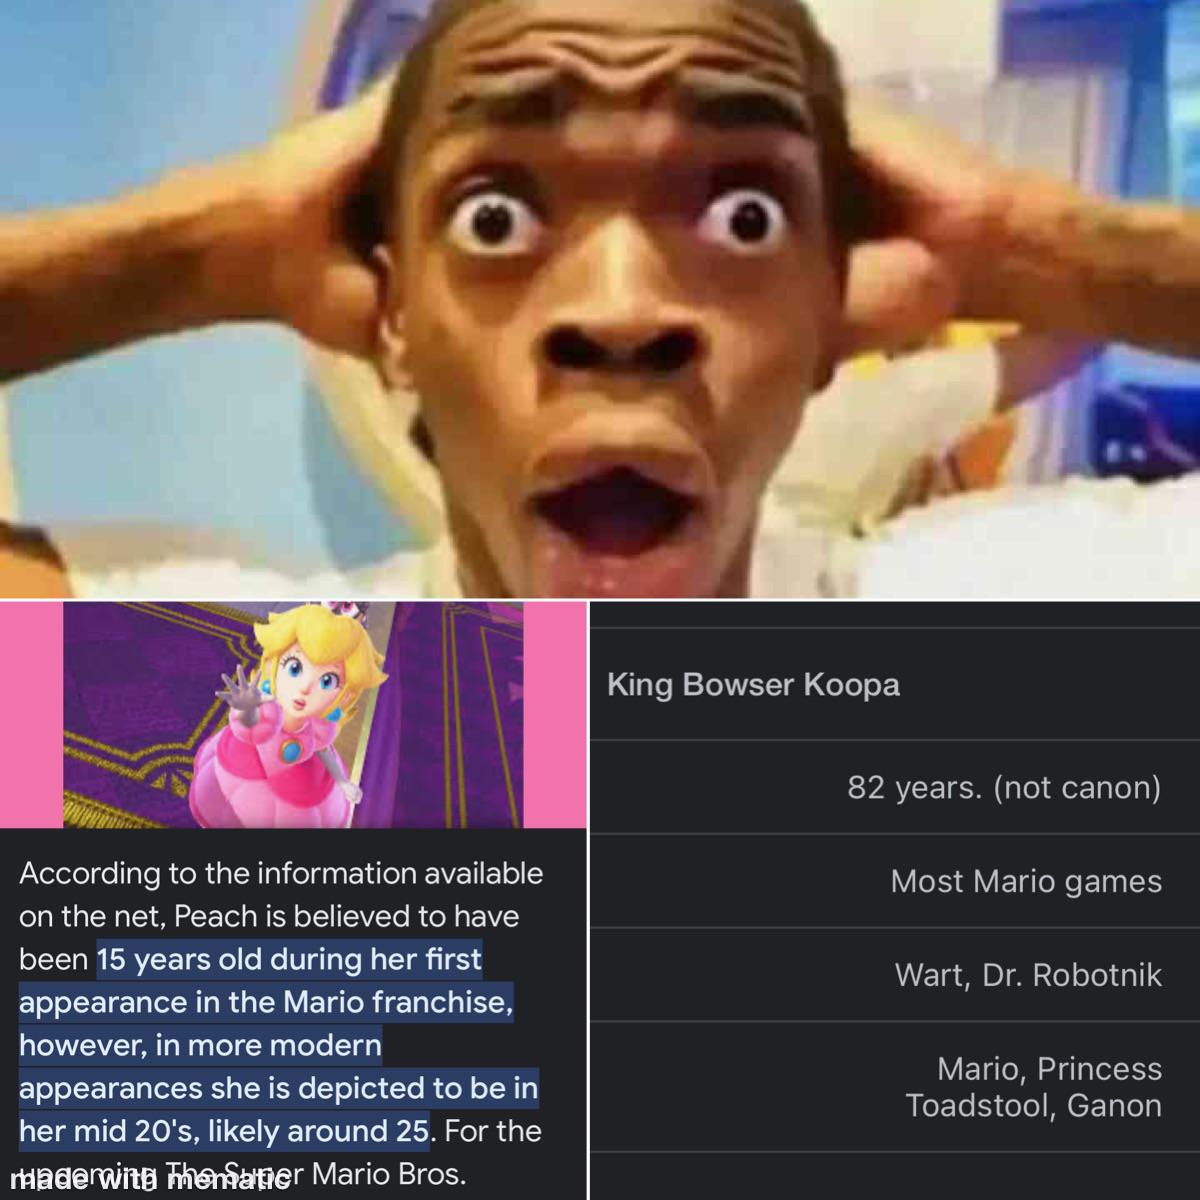 According to the information available
on the net, Peach is believed to have
been 15 years old during her first
appearance in the Mario franchise,
however, in more modern
appearances she is depicted to be in
her mid 20's, likely around 25. For the
upcoming The Super Mario Bros.
made with mematic
King Bowser Koopa
82 years. (not canon)
Most Mario games
Wart, Dr. Robotnik
Mario, Princess
Toadstool, Ganon